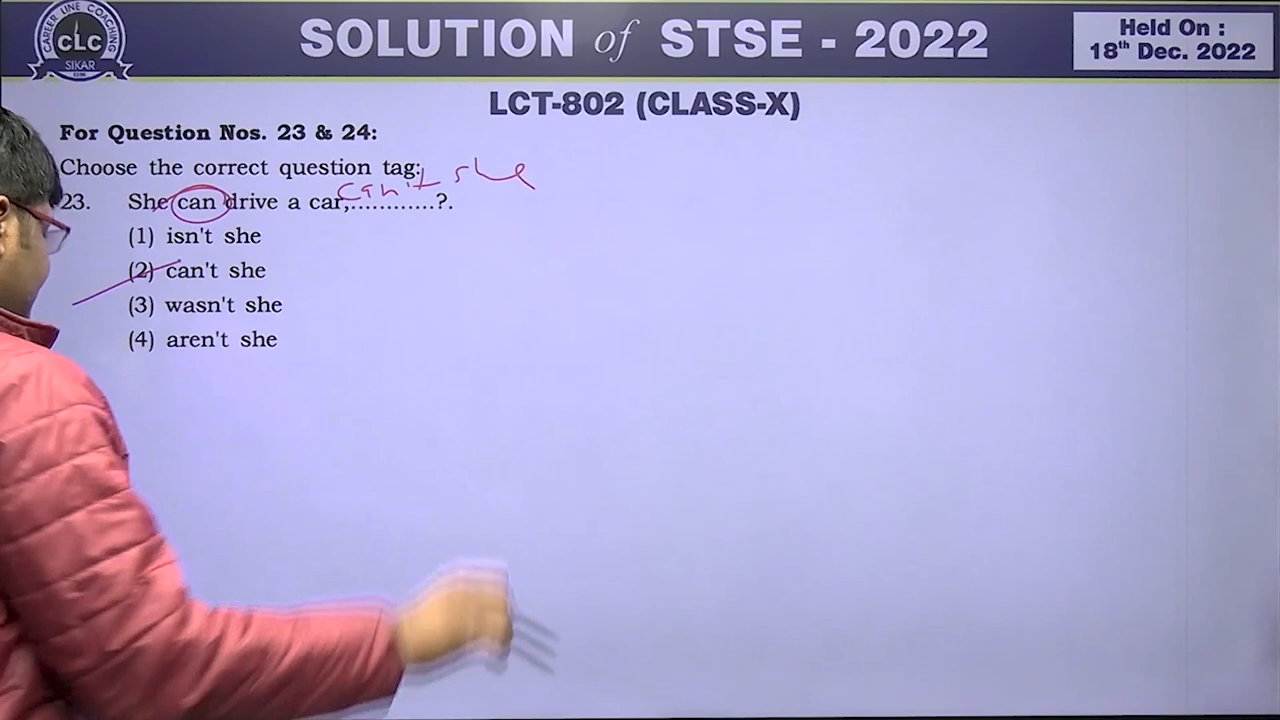 CAREER LINE COACHING
CLC
SIKAR
SOLUTION of STSE - 2022
Held On :
18th Dec. 2022
LCT-802 (CLASS-X)
For Question Nos. 23 & 24:
Choose the correct question tag:
can't she
23. She can drive a car,............?.
(1) isn't she
(2) can't she
(3) wasn't she
(4) aren't she